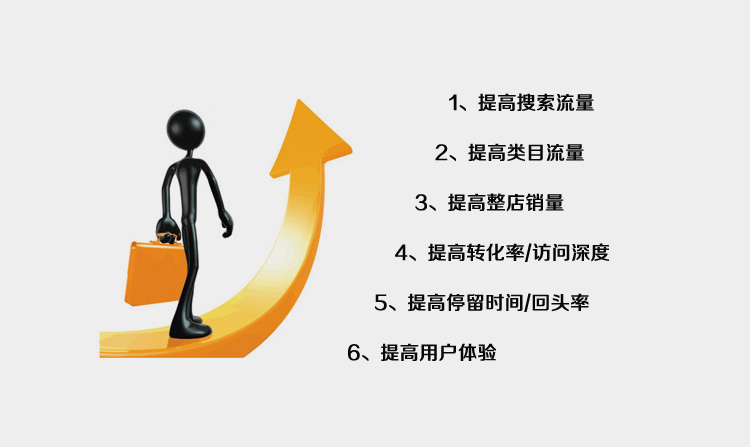 1、提高搜索流量
2、提高类目流量
3、提高整店销量
4、提高转化率/访问深度
5、提高停留时间/回头率
6、提高用户体验